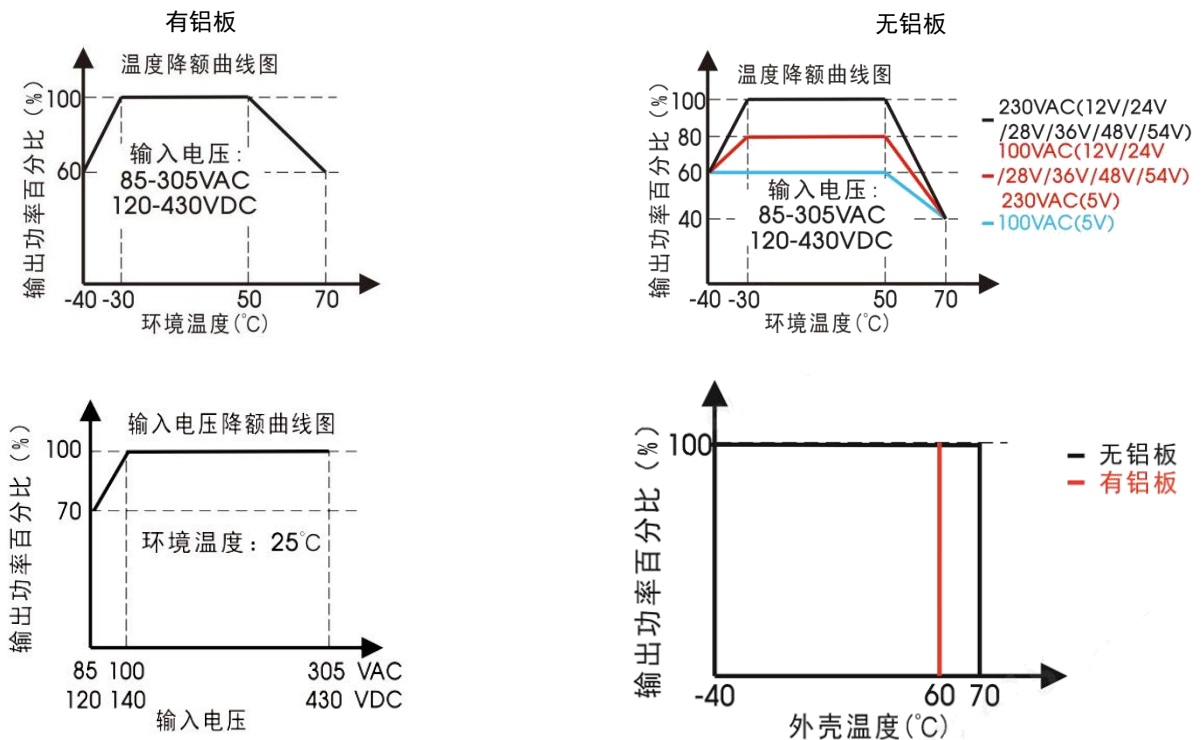 有铝板
温度降额曲线图
输出功率百分比（%）
100
60
输入电压:
85-305VAC
120-430VDC
-40 -30 50 70
环境温度(℃)
无铝板
温度降额曲线图
输出功率百分比（%）
100
80
60
40
输入电压:
85-305VAC
120-430VDC
-40 -30 50 70
环境温度(℃)
230VAC(12V/24V
/28V/36V/48V/54V)
100VAC(12V/24V
/28V/36V/48V/54V)
230VAC(5V)
100VAC(5V)
输入电压降额曲线图
输出功率百分比（%）
100
70
环境温度：25℃
85 100 305 VAC
120 140 430 VDC
输入电压
输出功率百分比（%）
100
-40 60 70
外壳温度(℃)
无铝板
有铝板